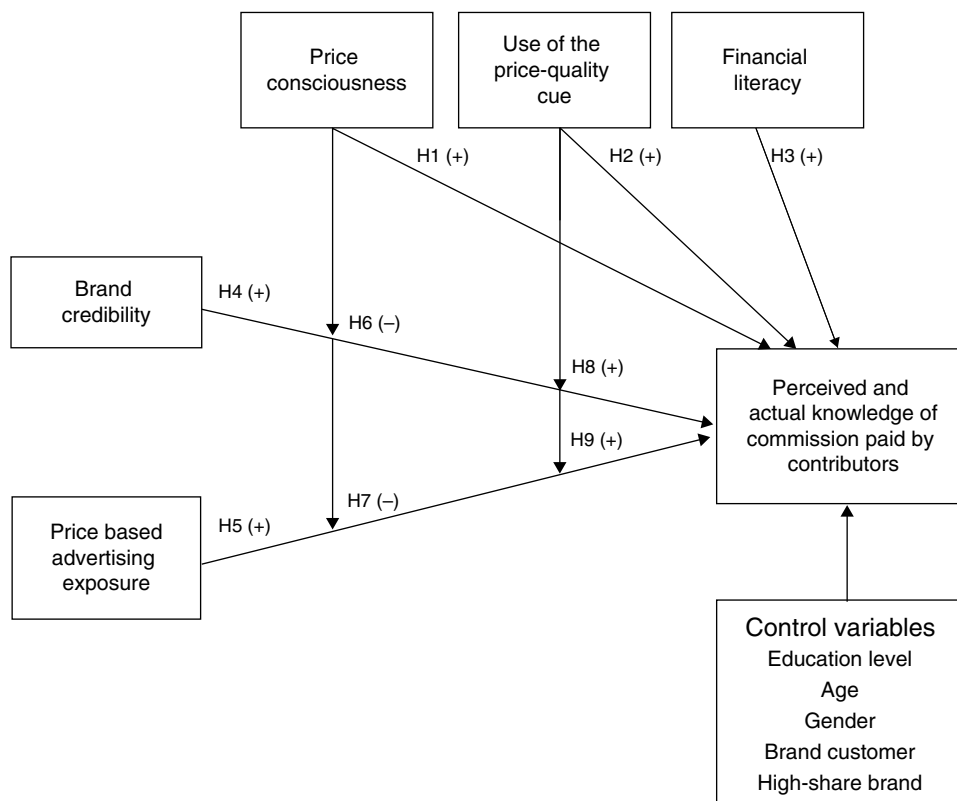 Price
consciousness
Use of the
price-quality
cue
Financial
literacy
H1 (+)
H2 (+)
H3 (+)
Brand
credibility
H4 (+)
H6 (–)
H8 (+)
Perceived and
actual knowledge of
commission paid by
contributors
H9 (+)
H7 (–)
H5 (+)
Price based
advertising
exposure
Control variables
Education level
Age
Gender
Brand customer
High-share brand